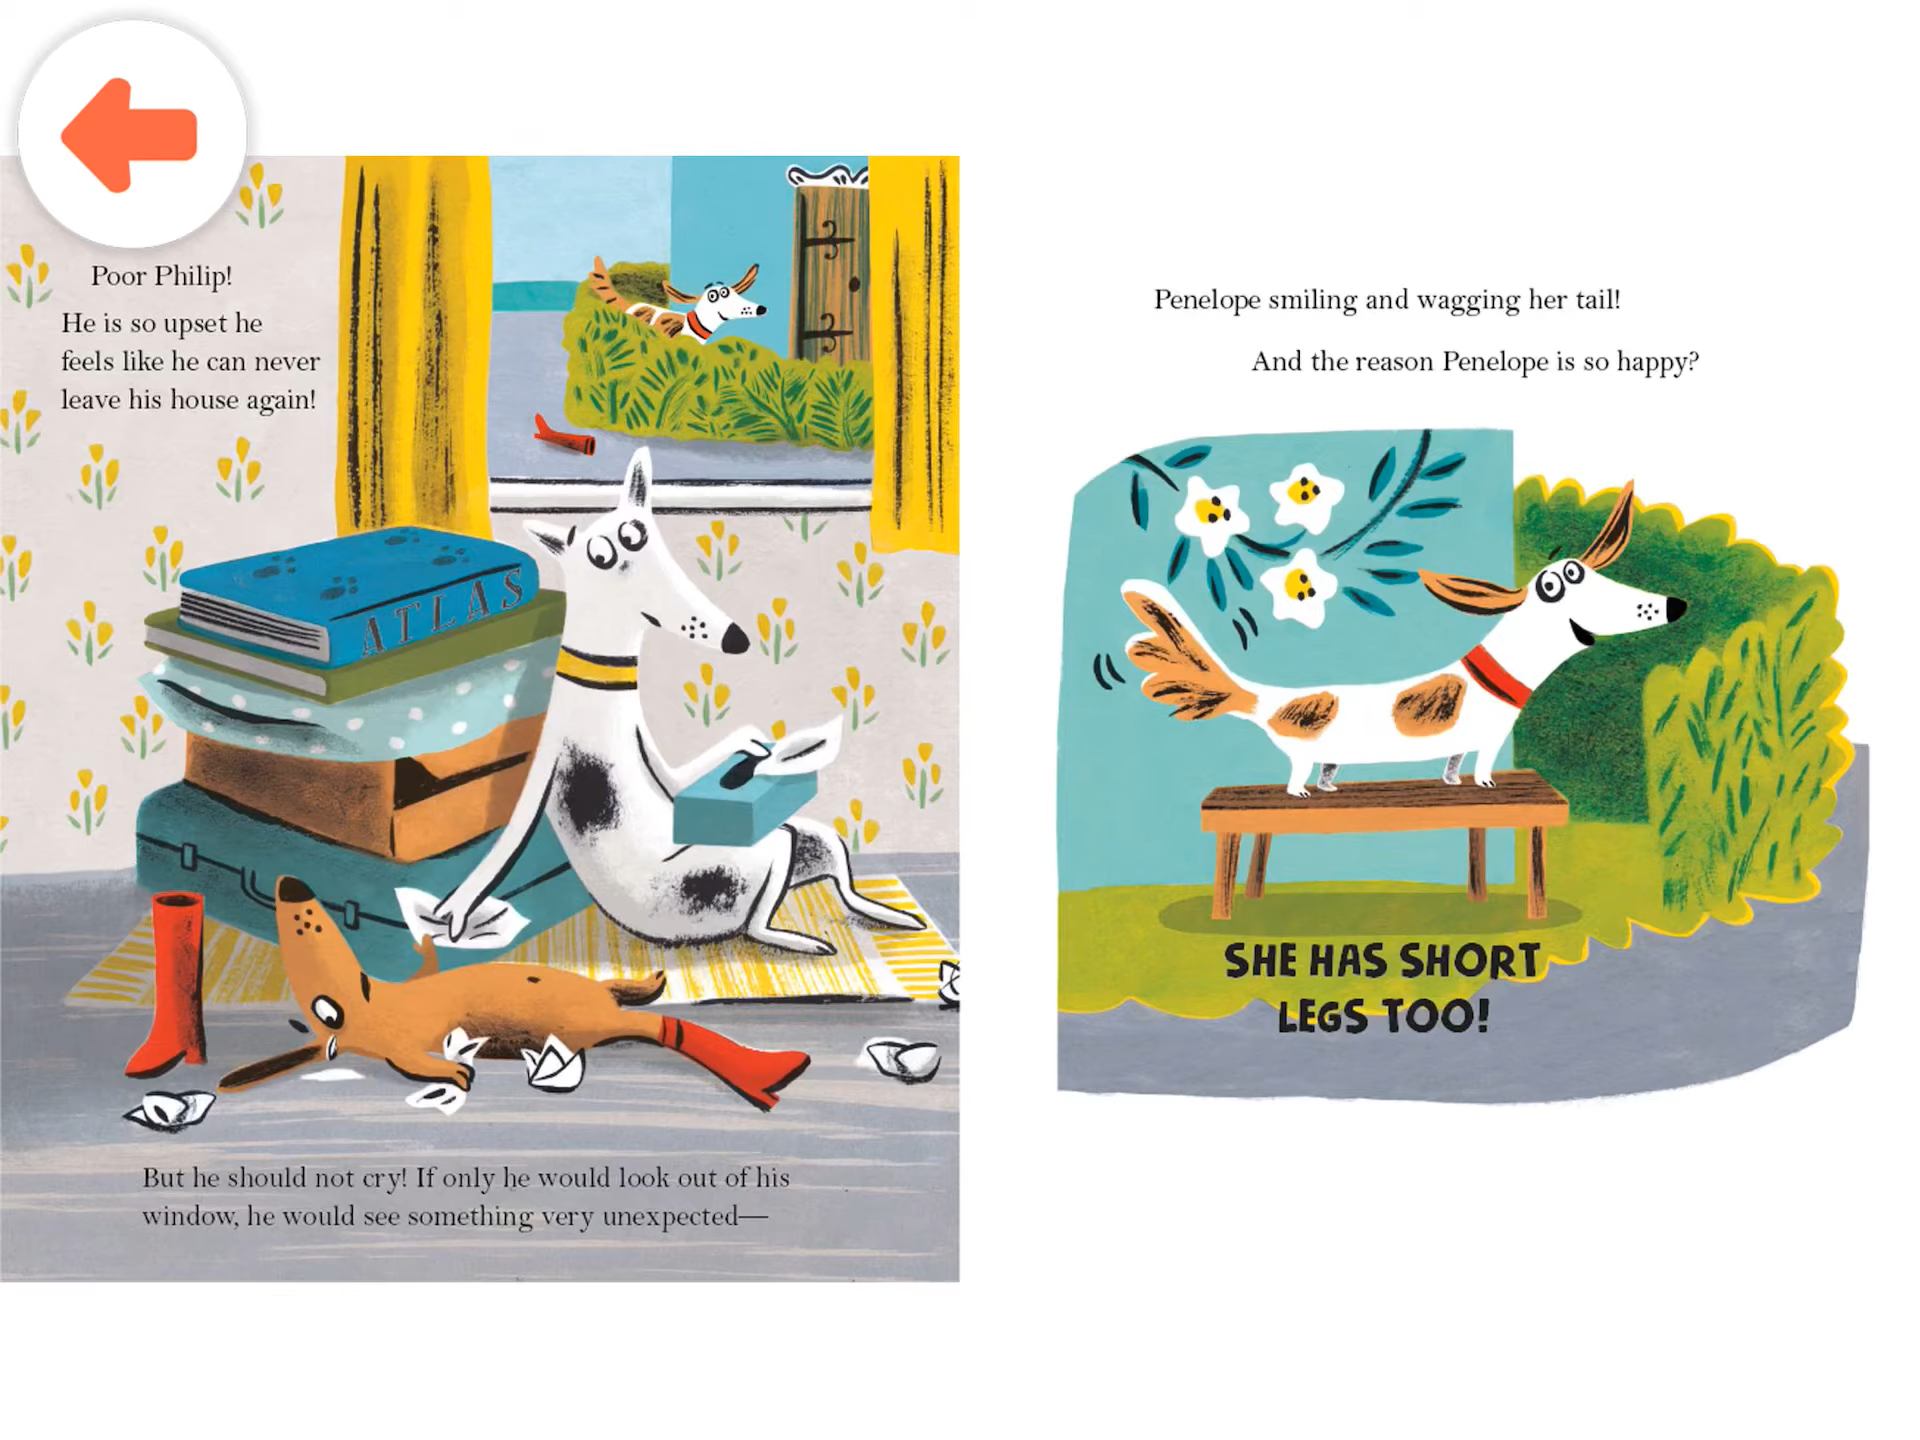 Poor Philip!
He is so upset he
feels like he can never
leave his house again!
ATLAS
But he should not cry! If only he would look out of his
window, he would see something very unexpected—
Penelope smiling and wagging her tail!
And the reason Penelope is so happy?
SHE HAS SHORT
LEGS TOO!